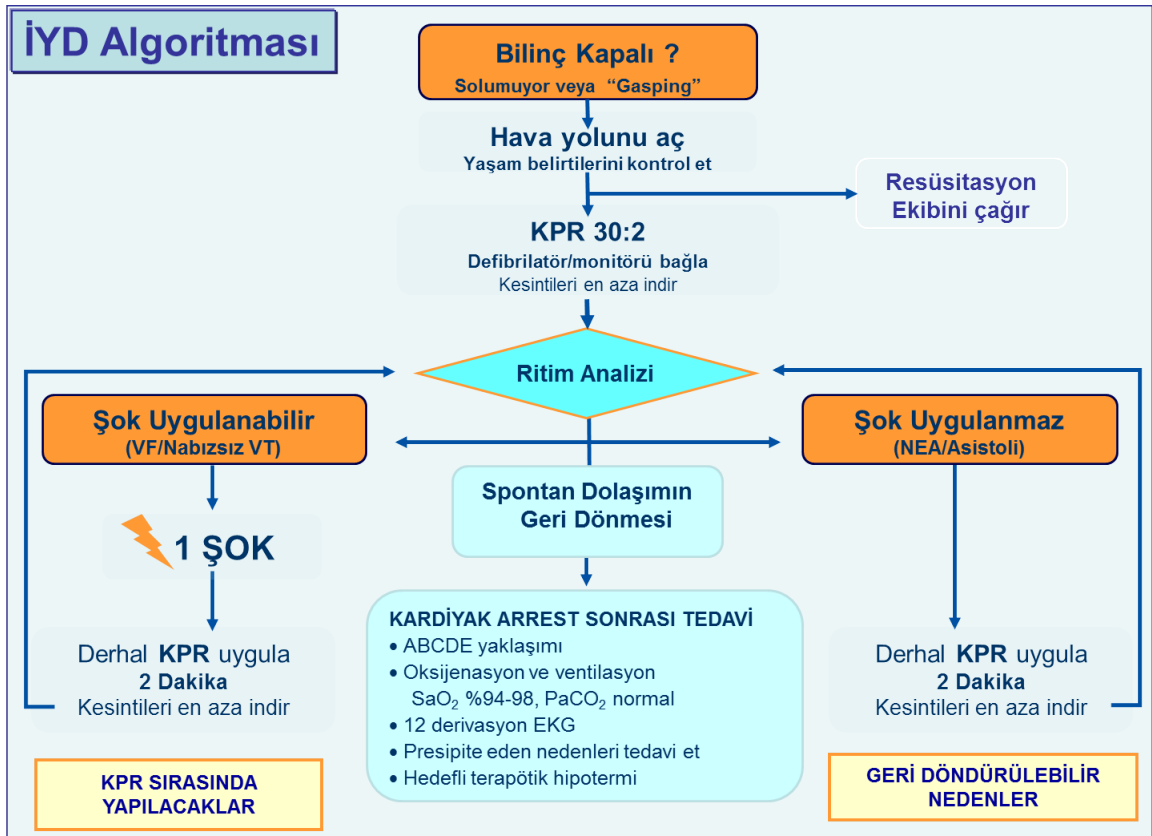 İYD Algoritması
Bilinç Kapalı ?
Solumuyor veya “Gasping”
Hava yolunu aç
Yaşam belirtilerini kontrol et
Resüsitasyon
Ekibini çağır
KPR 30:2
Defibrilatör/monitörü bağla
Kesintileri en aza indir
Ritim Analizi
Şok Uygulanabilir
(VF/Nabızsız VT)
1 ŞOK
Derhal KPR uygula
2 Dakika
Kesintileri en aza indir
KPR SIRASINDA
YAPILACAKLAR
Spontan Dolaşımın
Geri Dönmesi
KARDİYAK ARREST SONRASI TEDAVİ
• ABCDE yaklaşımı
• Oksijenasyon ve ventilasyon
SaO₂ %94-98, PaCO₂ normal
• 12 derivasyon EKG
• Presipite eden nedenleri tedavi et
• Hedefli terapötik hipotermi
Şok Uygulanmaz
(NEA/Asistoli)
Derhal KPR uygula
2 Dakika
Kesintileri en aza indir
GERİ DÖNDÜRÜLEBİLİR
NEDENLER